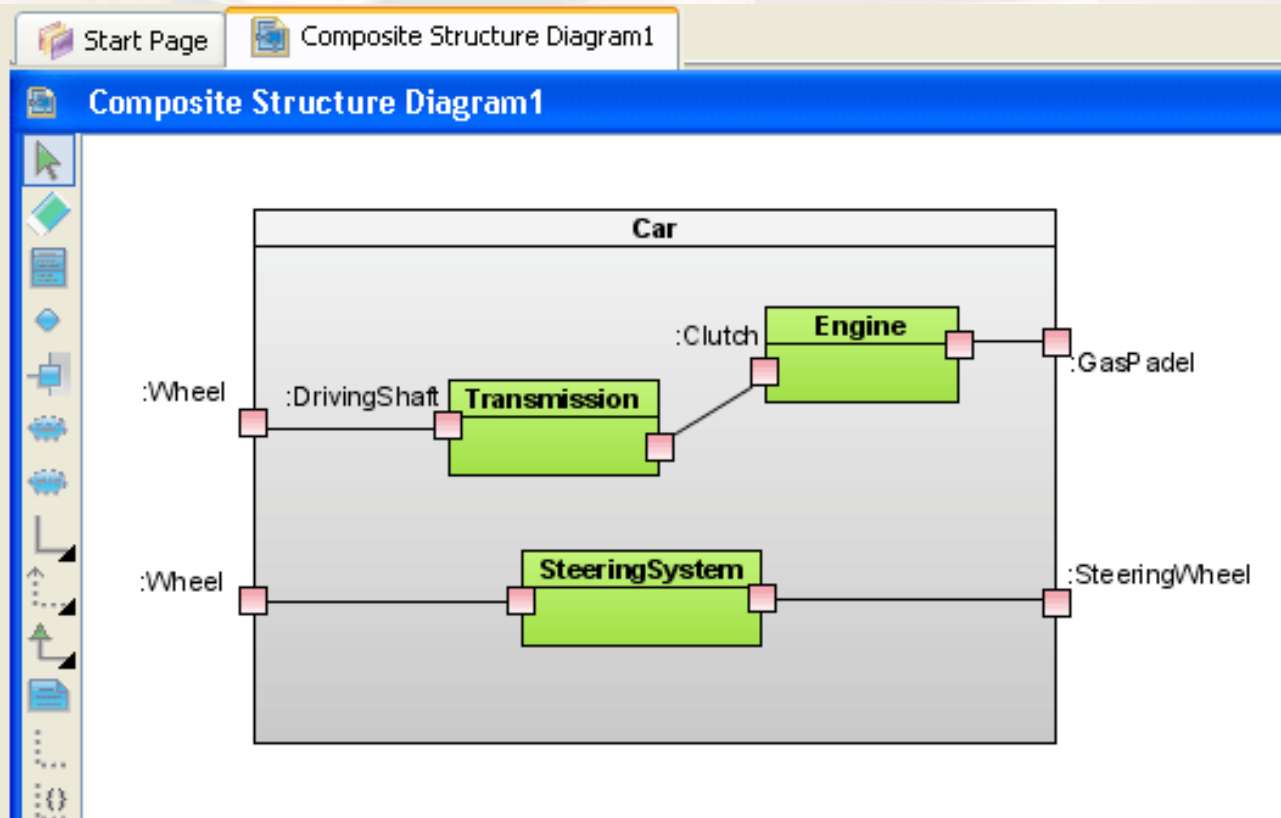 Start Page
Composite Structure Diagram1
Composite Structure Diagram1
Car
:Clutch
Engine
:GasPadel
:Wheel
:DrivingShaft
Transmission
:Wheel
SteeringSystem
:SteeringWheel
{}